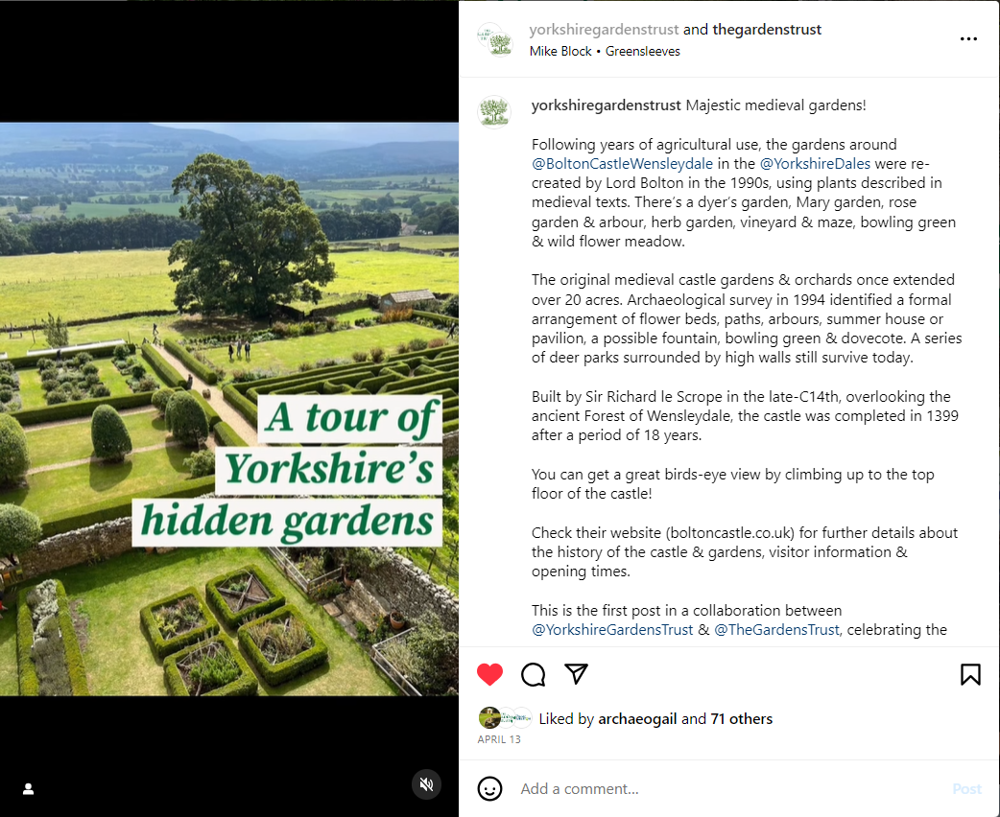 yorkshiregardenstrust and thegardenstrust
Mike Block • Greensleeves
yorkshiregardenstrust Majestic medieval gardens!
Following years of agricultural use, the gardens around
@BoltonCastleWensleydale in the @YorkshireDales were re-
created by Lord Bolton in the 1990s, using plants described in
medieval texts. There's a dyer's garden, Mary garden, rose
garden & arbour, herb garden, vineyard & maze, bowling green
& wild flower meadow.
The original medieval castle gardens & orchards once extended
over 20 acres. Archaeological survey in 1994 identified a formal
arrangement of flower beds, paths, arbours, summer house or
pavilion, a possible fountain, bowling green & dovecote. A series
of deer parks surrounded by high walls still survive today.
Built by Sir Richard le Scrope in the late-C14th, overlooking the
ancient Forest of Wensleydale, the castle was completed in 1399
after a period of 18 years.
You can get a great birds-eye view by climbing up to the top
floor of the castle!
Check their website (boltoncastle.co.uk) for further details about
the history of the castle & gardens, visitor information &
opening times.
This is the first post in a collaboration between
@YorkshireGardensTrust & @TheGardensTrust, celebrating the
Liked by archaeogail and 71 others
APRIL 13
Add a comment...
Post
A tour of
Yorkshire's
hidden gardens